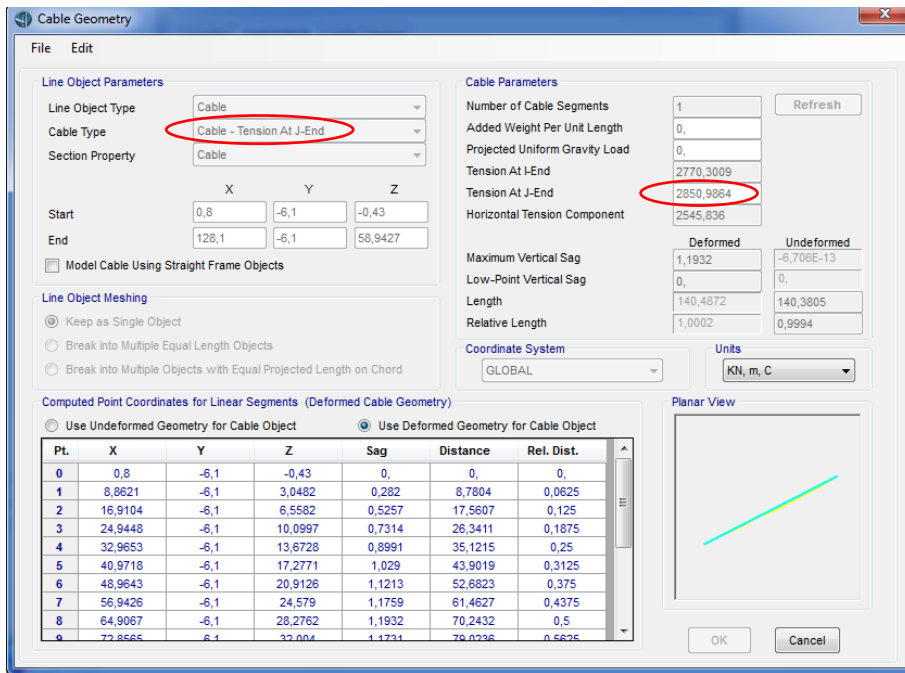 Cable Geometry
File Edit
Line Object Parameters
Line Object Type Cable
Cable Type Cable - Tension At J-End
Section Property Cable
X Y Z
Start 0,8 -6,1 -0,43
End 128,1 -6,1 58,9427
Model Cable Using Straight Frame Objects
Line Object Meshing
Keep as Single Object
Break into Multiple Equal Length Objects
Break into Multiple Objects with Equal Projected Length on Chord
Cable Parameters
Number of Cable Segments 1 Refresh
Added Weight Per Unit Length 0,
Projected Uniform Gravity Load 0,
Tension At I-End 2770,3009
Tension At J-End 2850,9864
Horizontal Tension Component 2545,836
Deformed Undeformed
Maximum Vertical Sag 1,1932 -6,706E-13
Low-Point Vertical Sag 0, 0,
Length 140,4872 140,3805
Relative Length 1,0002 0,9994
Coordinate System
GLOBAL
Units
KN, m, C
Computed Point Coordinates for Linear Segments (Deformed Cable Geometry)
Use Undeformed Geometry for Cable Object Use Deformed Geometry for Cable Object
Pt. X Y Z Sag Distance Rel. Dist.
0 0,8 -6,1 -0,43 0, 0, 0,
1 8,8621 -6,1 3,0482 0,282 8,7804 0,0625
2 16,9104 -6,1 6,5582 0,5257 17,5607 0,125
3 24,9448 -6,1 10,0997 0,7314 26,3411 0,1875
4 32,9653 -6,1 13,6728 0,8991 35,1215 0,25
5 40,9718 -6,1 17,2771 1,029 43,9019 0,3125
6 48,9643 -6,1 20,9126 1,1213 52,6823 0,375
7 56,9426 -6,1 24,579 1,1759 61,4627 0,4375
8 64,9067 -6,1 28,2762 1,1932 70,2432 0,5
9 72,8565 -6,1 32,004 1,1731 79,0236 0,5625
Planar View
OK Cancel